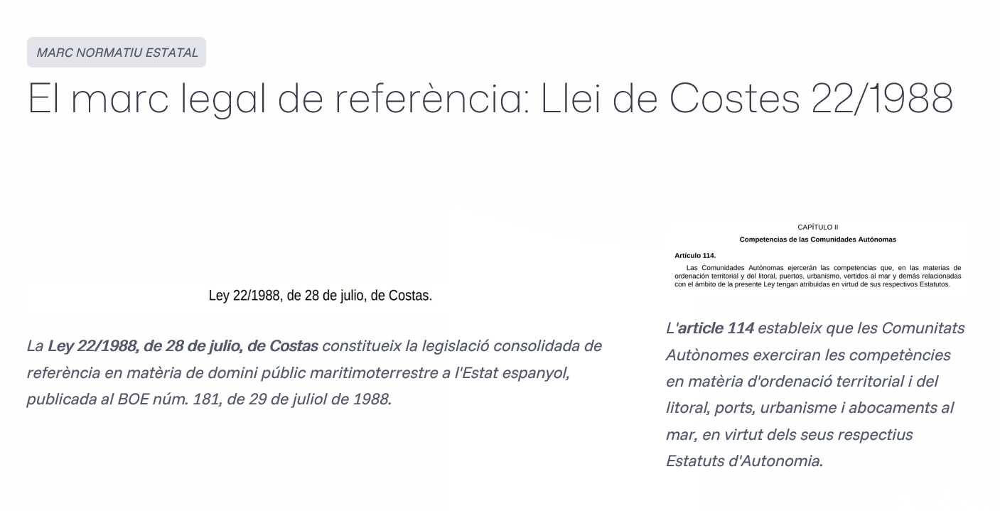 MARC NORMATIU ESTATAL
El marc legal de referència: Llei de Costes 22/1988
Ley 22/1988, de 28 de julio, de Costas.
La Ley 22/1988, de 28 de julio, de Costas constitueix la legislació consolidada de
referència en matèria de domini públic maritimoterrestre a l'Estat espanyol,
publicada al BOE núm. 181, de 29 de juliol de 1988.
CAPÍTULO II
Competencias de las Comunidades Autónomas
Artículo 114.
Las Comunidades Autónomas ejercerán las competencias que, en las materias de
ordenación territorial y del litoral, puertos, urbanismo, vertidos al mar y demás relacionadas
con el ámbito de la presente Ley tengan atribuidas en virtud de sus respectivos Estatutos.
L'article 114 estableix que les Comunitats
Autònomes exerciran les competències
en matèria d'ordenació territorial i del
litoral, ports, urbanisme i abocaments al
mar, en virtut dels seus respectius
Estatuts d'Autonomia.